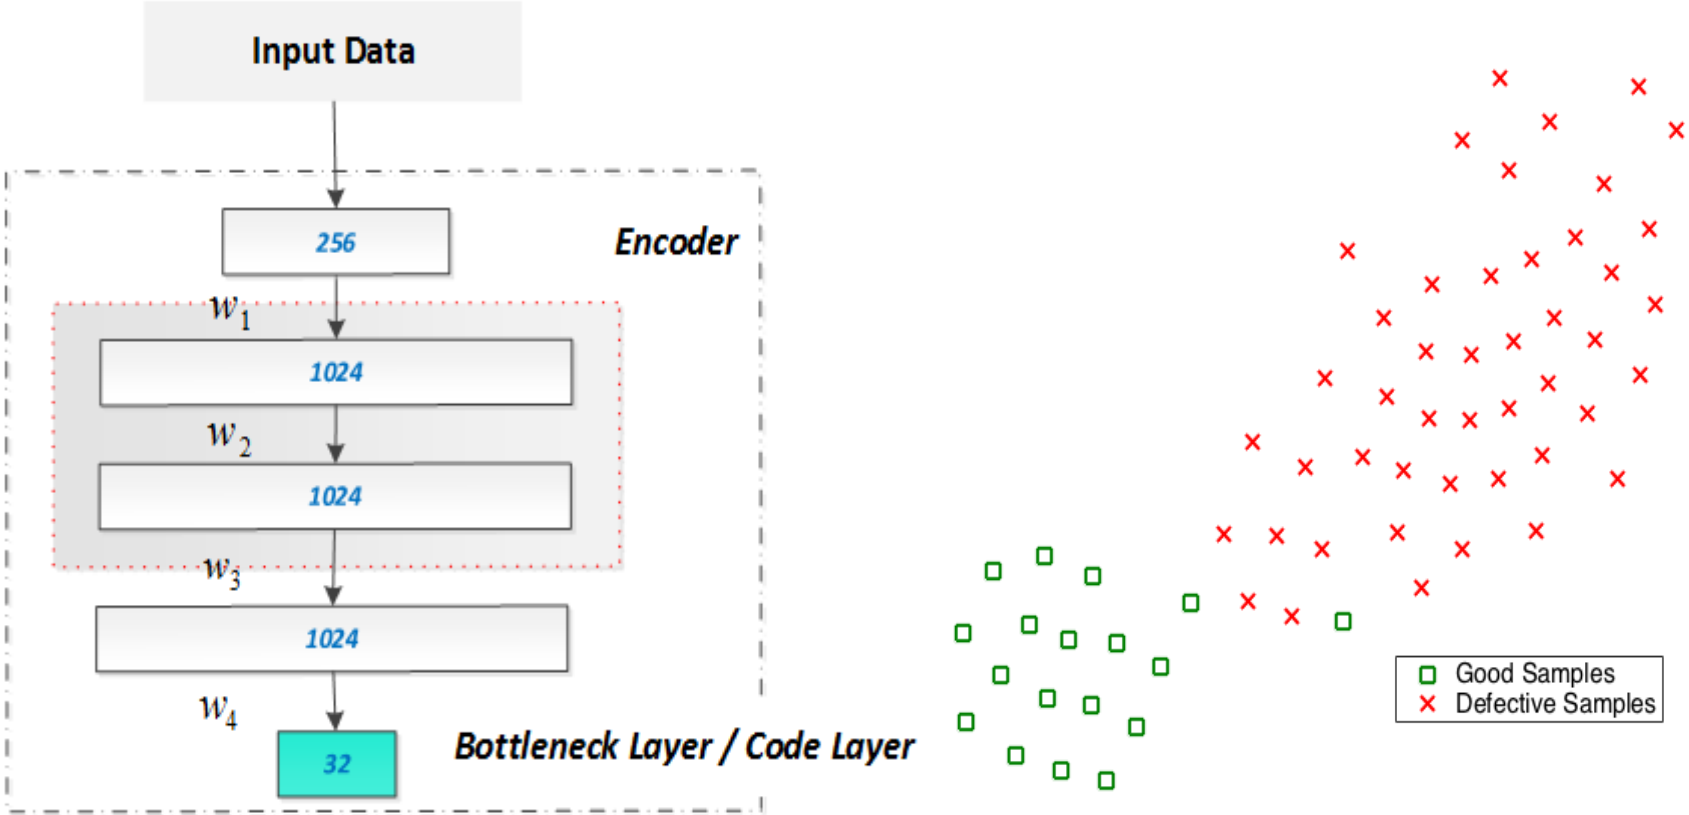 Input Data
256
Encoder
w1
1024
w2
1024
w3
1024
w4
Bottleneck Layer / Code Layer
32
Good Samples
Defective Samples